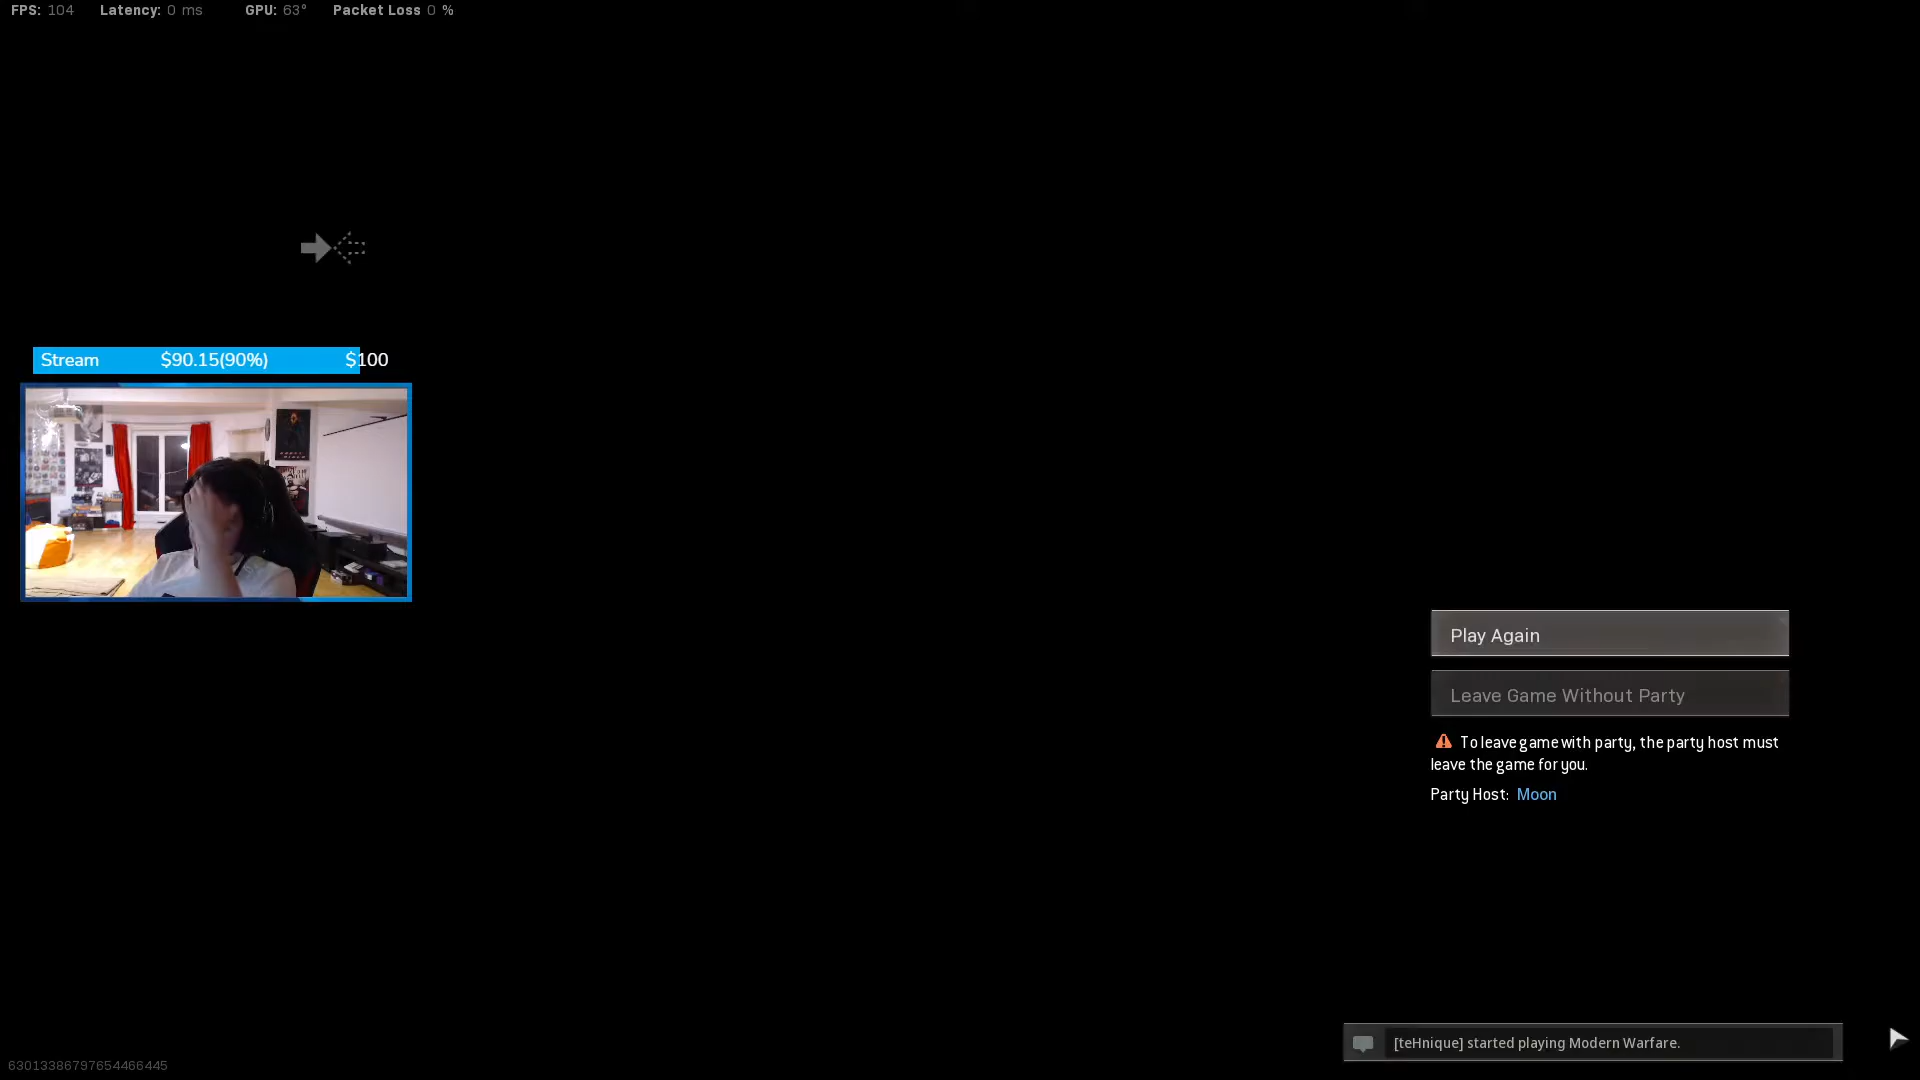 FPS: 104 Latency: 0 ms GPU: 63° Packet Loss 0 %
Stream $90.15(90%) $100
Play Again
Leave Game Without Party
To leave game with party, the party host must
leave the game for you.
Party Host: Moon
[teHnique] started playing Modern Warfare.
63013386797654466445